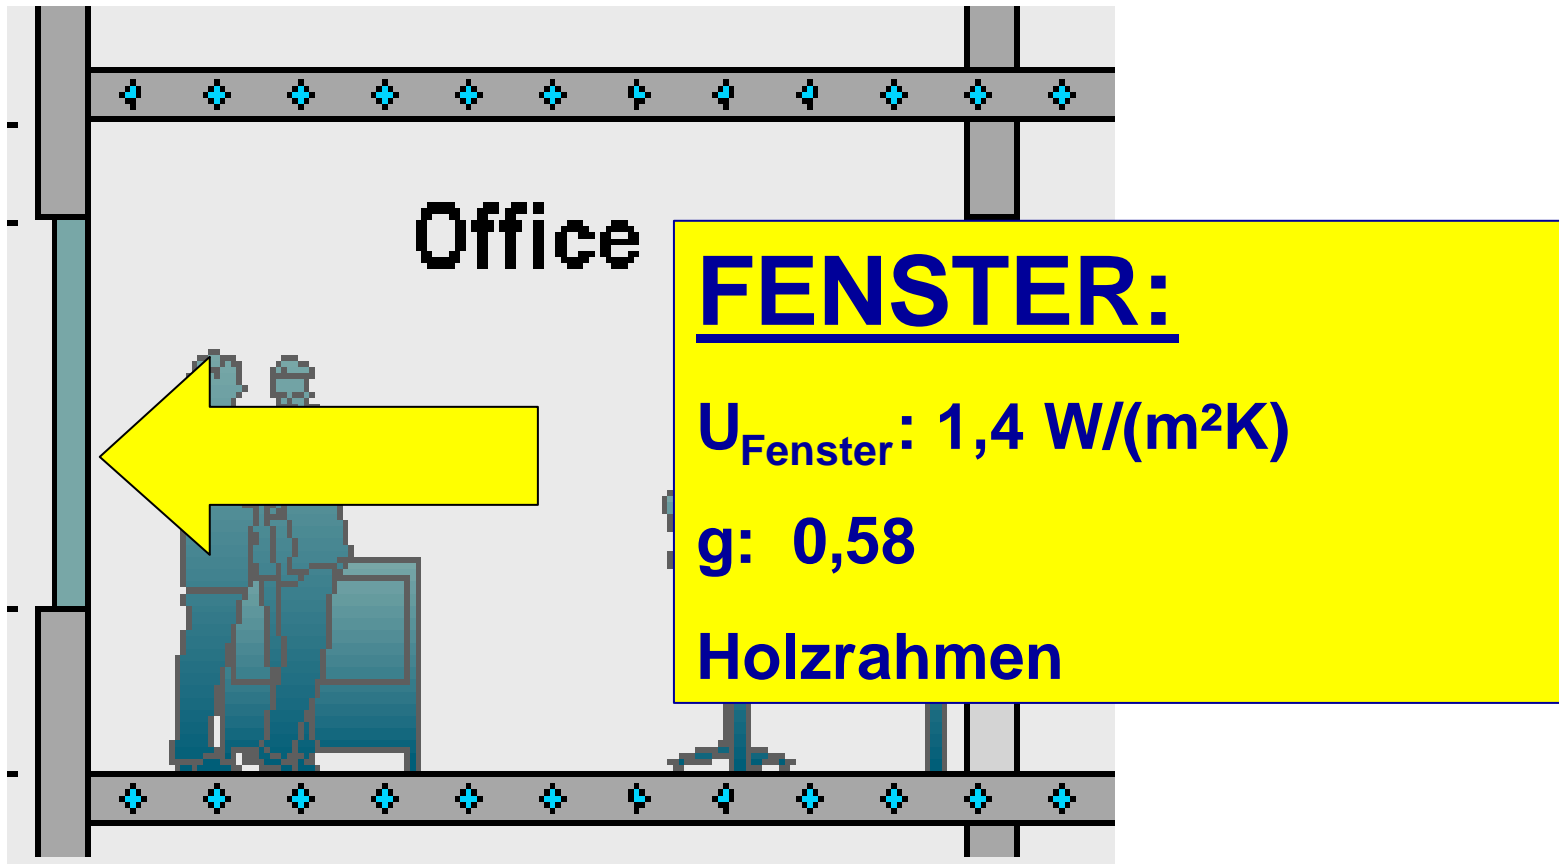 Office
FENSTER:
UFenster: 1,4 W/(m²K)
g: 0,58
Holzrahmen